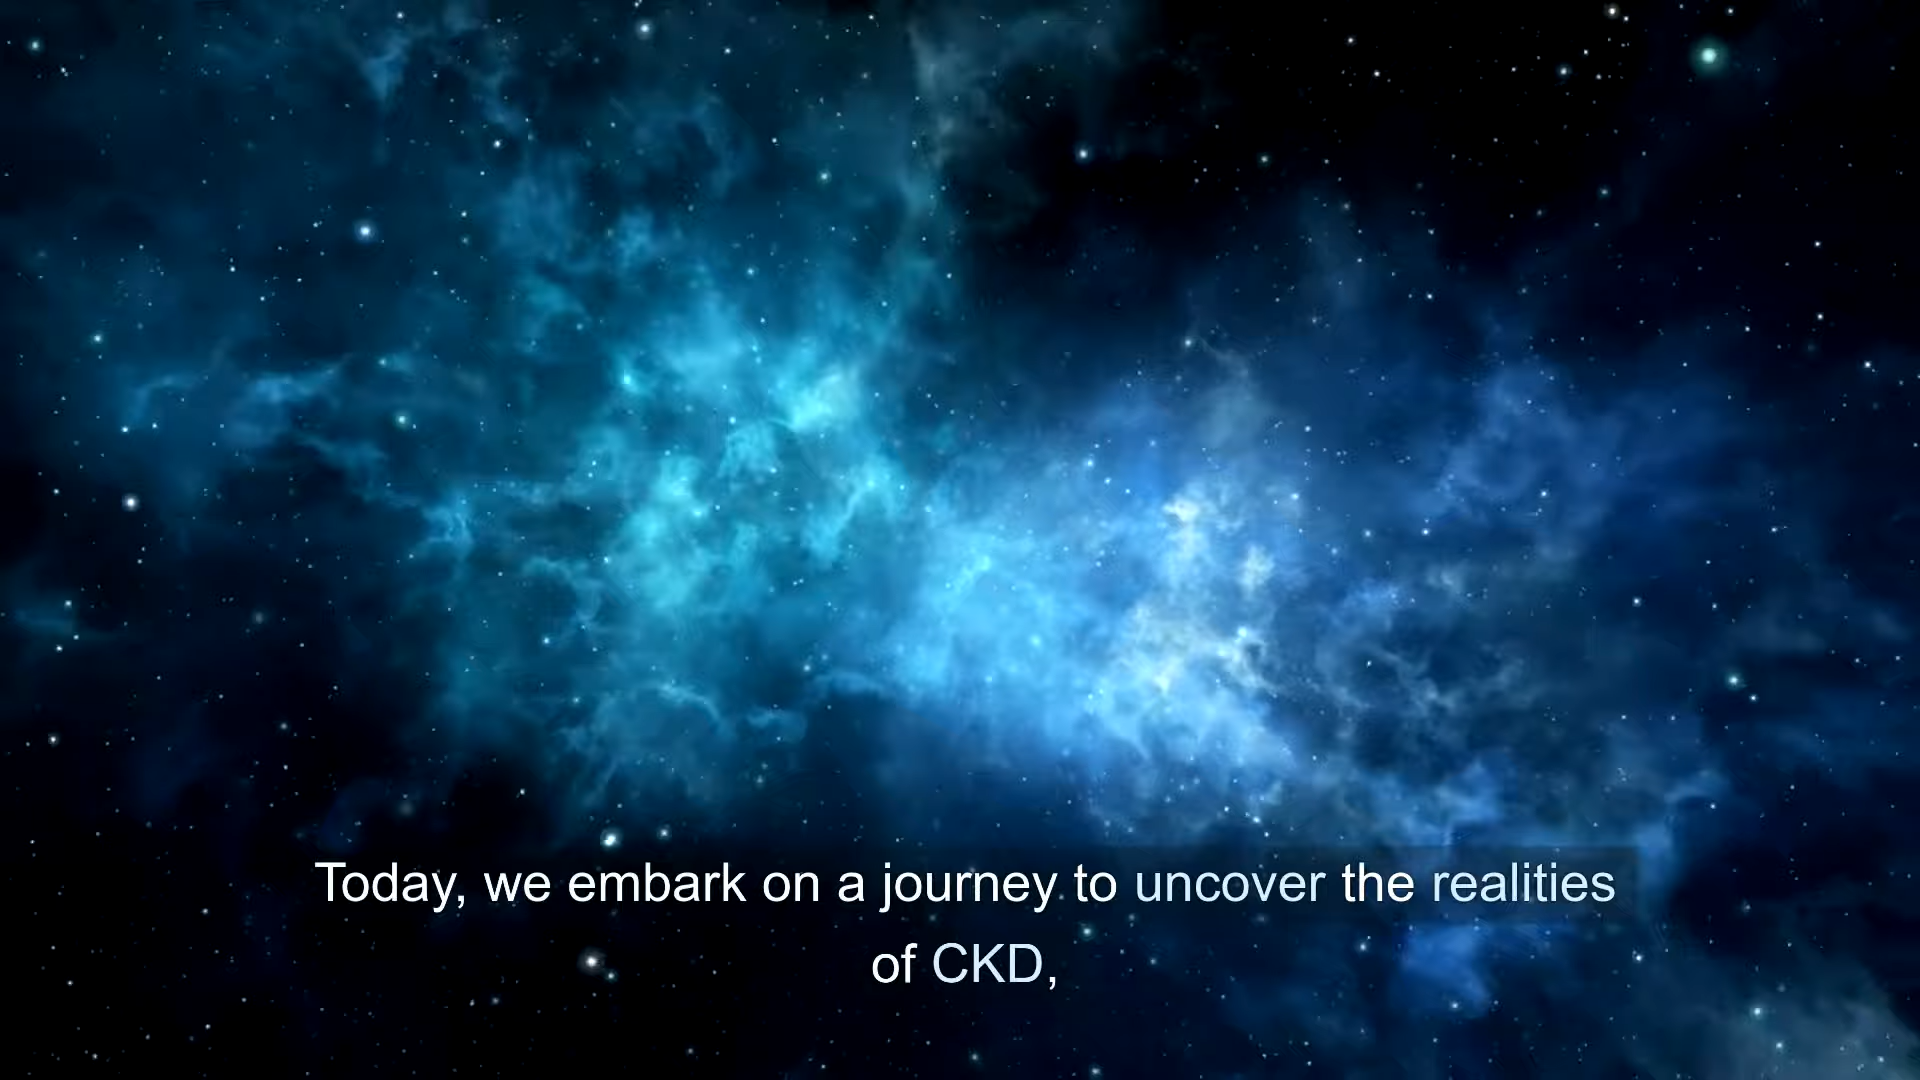 Today, we embark on a journey to uncover the realities
of CKD,